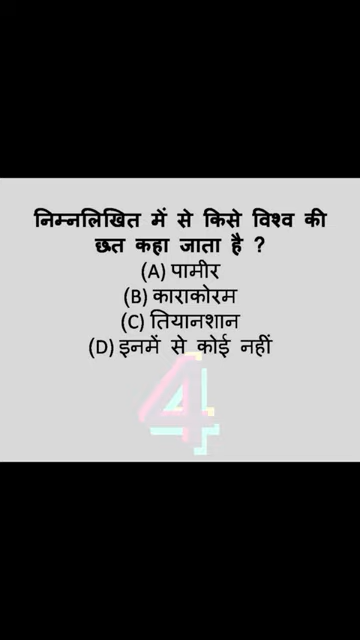 निम्नलिखित में से किसे विश्व की
छत कहा जाता है ?
(A) पामीर
(B) काराकोरम
(C) तियानशान
(D) इनमें से कोई नहीं
4